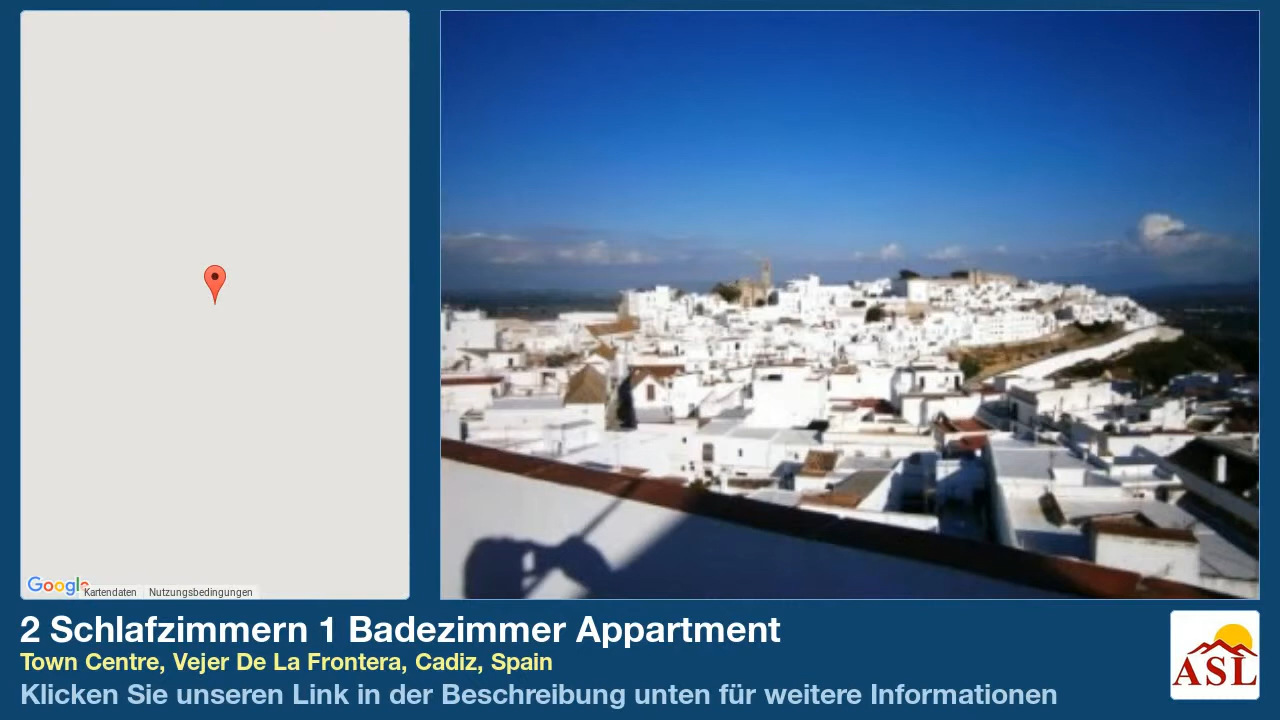 Google
Kartendaten
Nutzungsbedingungen
2 Schlafzimmern 1 Badezimmer Appartment
Town Centre, Vejer De La Frontera, Cadiz, Spain
Klicken Sie unseren Link in der Beschreibung unten für weitere Informationen
ASL